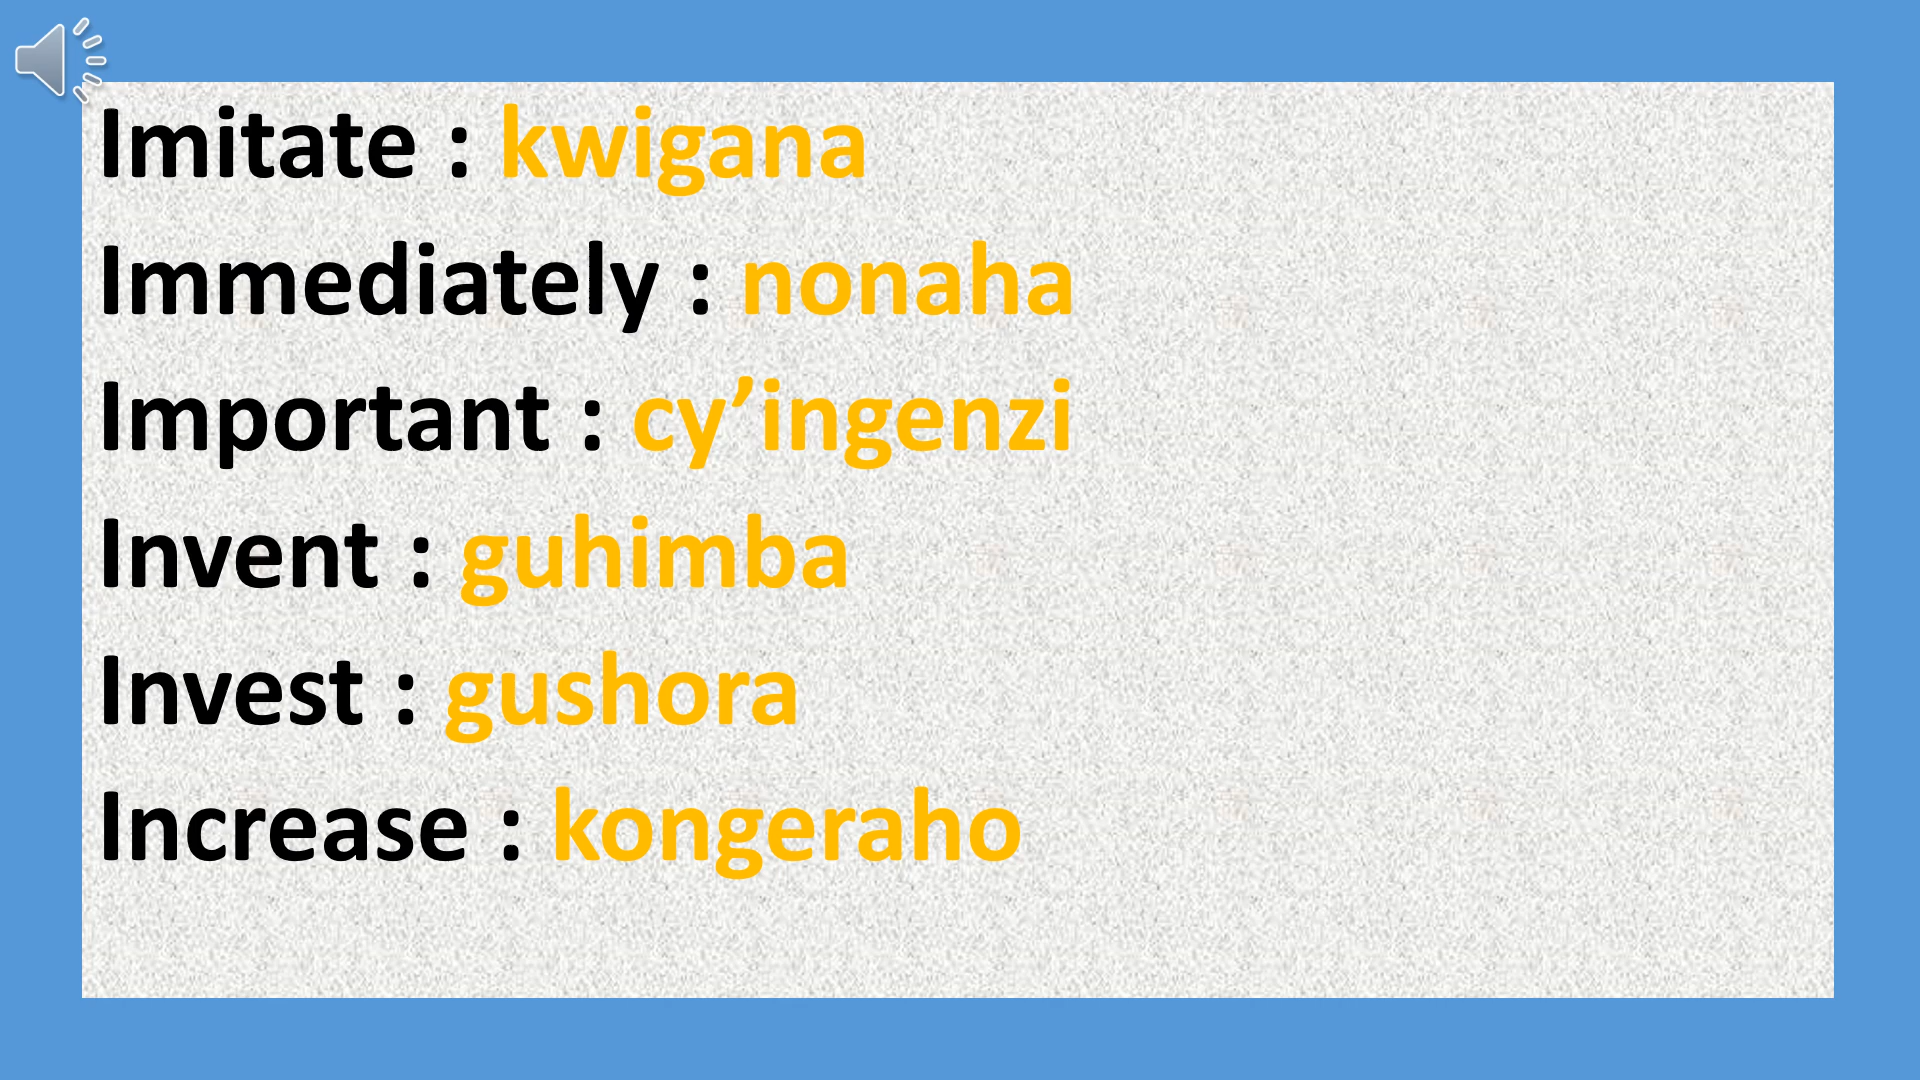 Imitate : kwigana
Immediately : nonaha
Important : cy’ingenzi
Invent : guhimba
Invest : gushora
Increase : kongeraho